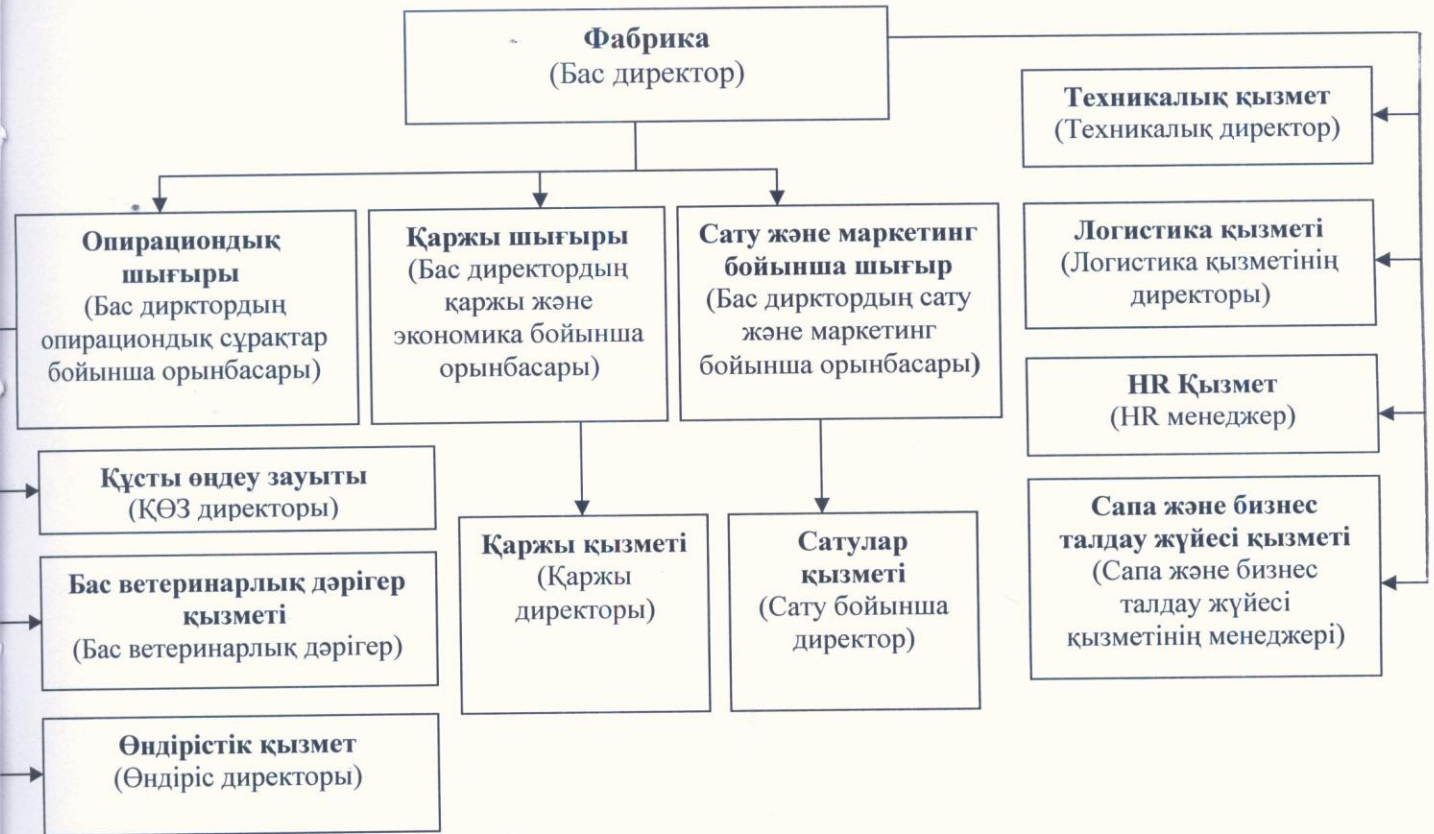 Фабрика
(Бас директор)
Техникалық қызмет
(Техникалық директор)
Опирациондық
шығыры
(Бас дирктордың
опирациондық сұрақтар
бойынша орынбасары)
Қаржы шығыры
(Бас директордың
қаржы және
экономика бойынша
орынбасары)
Сату және маркетинг
бойынша шығыр
(Бас дирктордың сату
және маркетинг
бойынша орынбасары)
Логистика қызметі
(Логистика қызметінің
директоры)
HR Қызмет
(HR менеджер)
Құсты өңдеу зауыты
(ҚӨЗ директоры)
Бас ветеринарлық дәрігер
қызметі
(Бас ветеринарлық дәрігер)
Өндірістік қызмет
(Өндіріс директоры)
Қаржы қызметі
(Қаржы
директоры)
Сатулар
қызметі
(Сату бойынша
директор)
Сапа және бизнес
талдау жүйесі қызметі
(Сапа және бизнес
талдау жүйесі
қызметінің менеджері)